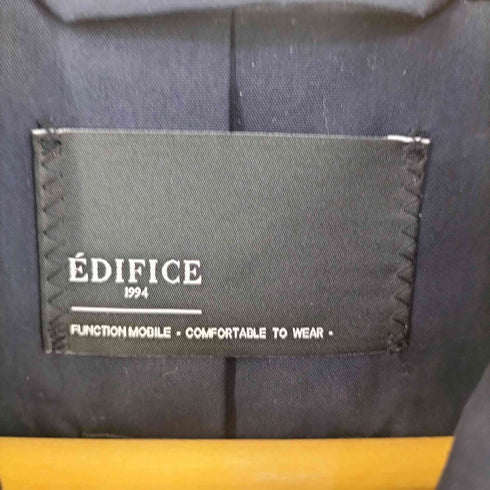 ÉDIFICE
1994
FUNCTION MOBILE • COMFORTABLE TO WEAR •